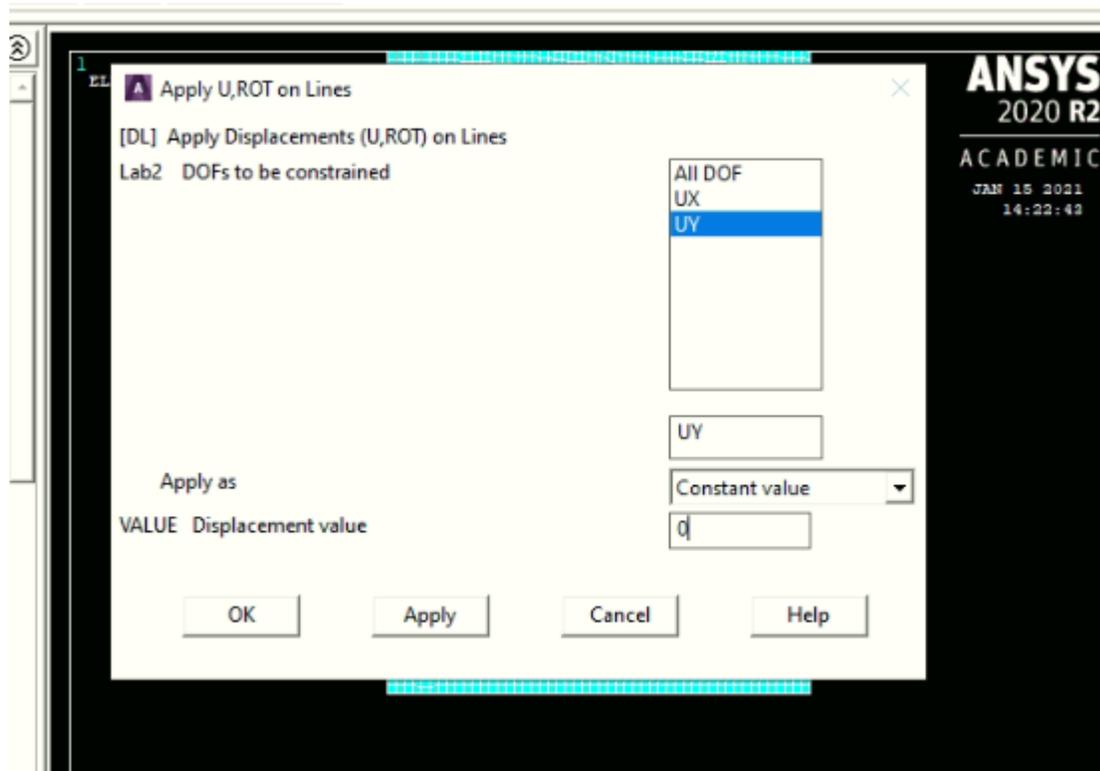 1
EL
Apply U,ROT on Lines
[DL] Apply Displacements (U,ROT) on Lines
Lab2 DOFs to be constrained
All DOF
UX
UY
UY
Apply as
Constant value
VALUE Displacement value
0
OK
Apply
Cancel
Help
ANSYS
2020 R2
ACADEMIC
JAN 15 2021
14:22:42